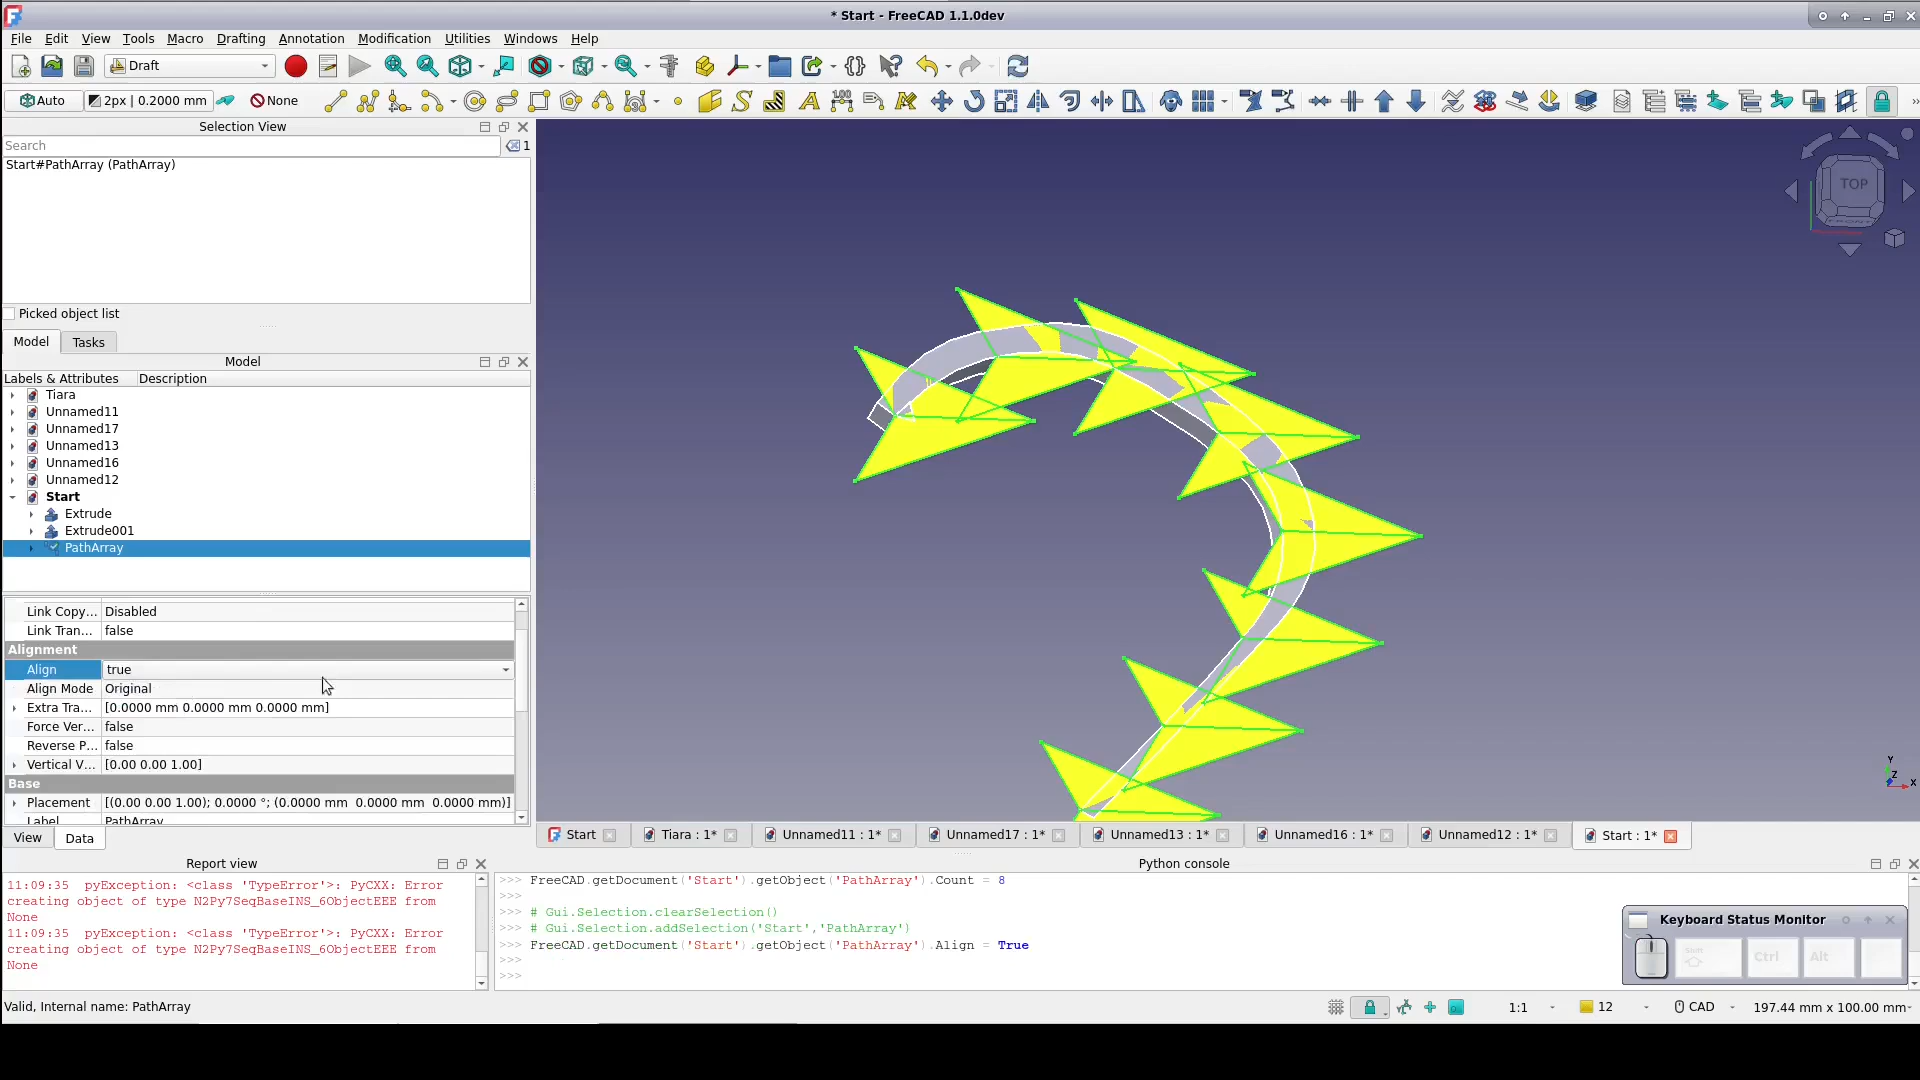 * Start - FreeCAD 1.1.0dev
File Edit View Tools Macro Drafting Annotation Modification Utilities Windows Help
Draft
Auto 2px | 0.2000 mm None
Selection View
Search 1
Start#PathArray (PathArray)
Picked object list
Model Tasks
Model
Labels & Attributes Description
Tiara
Unnamed11
Unnamed17
Unnamed13
Unnamed16
Unnamed12
Start
Extrude
Extrude001
PathArray
Link Copy... Disabled
Link Tran... false
Alignment
Align true
Align Mode Original
Extra Tra... [0.0000 mm 0.0000 mm 0.0000 mm]
Force Ver... false
Reverse P... false
Vertical V... [0.00 0.00 1.00]
Base
Placement [(0.00 0.00 1.00); 0.0000 °; (0.0000 mm 0.0000 mm 0.0000 mm)]
Label PathArray
View Data
TOP
Y
Z
X
Start Tiara : 1* Unnamed11 : 1* Unnamed17 : 1* Unnamed13 : 1* Unnamed16 : 1* Unnamed12 : 1* Start : 1*
Report view
11:09:35 pyException: <class 'TypeError'>: PyCXX: Error
creating object of type N2Py7SeqBaseINS_6ObjectEEE from
None
11:09:35 pyException: <class 'TypeError'>: PyCXX: Error
creating object of type N2Py7SeqBaseINS_6ObjectEEE from
None
Python console
>>> FreeCAD.getDocument('Start').getObject('PathArray').Count = 8
>>>
>>> # Gui.Selection.clearSelection()
>>> # Gui.Selection.addSelection('Start','PathArray')
>>> FreeCAD.getDocument('Start').getObject('PathArray').Align = True
>>>
>>>
Keyboard Status Monitor
Shift Ctrl Alt
Valid, Internal name: PathArray
1:1 12 CAD 197.44 mm x 100.00 mm